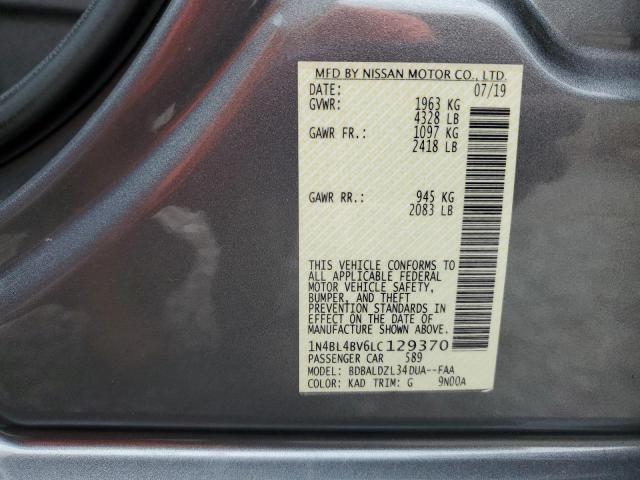 MFD BY NISSAN MOTOR CO., LTD.
DATE: 07/19
GVWR: 1963 KG
4328 LB
GAWR FR.: 1097 KG
2418 LB
GAWR RR.: 945 KG
2083 LB
THIS VEHICLE CONFORMS TO
ALL APPLICABLE FEDERAL
MOTOR VEHICLE SAFETY,
BUMPER, AND THEFT
PREVENTION STANDARDS IN
EFFECT ON THE DATE OF
MANUFACTURE SHOWN ABOVE.
1N4BL4BV6LC129370
PASSENGER CAR 589
MODEL: BDBALDZL34DUA--FAA
COLOR: KAD TRIM: G 9N00A